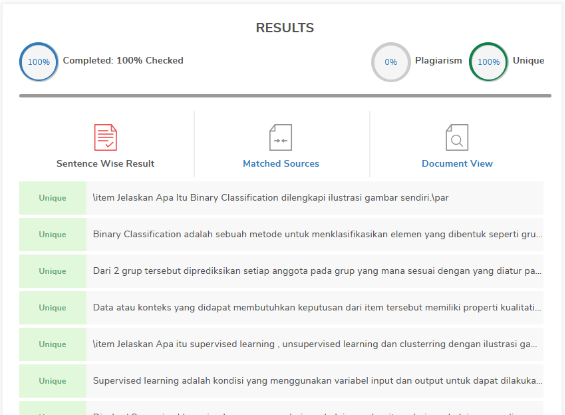 RESULTS
100% Completed: 100% Checked 0% Plagiarism 100% Unique
Sentence Wise Result Matched Sources Document View
Unique \item Jelaskan Apa Itu Binary Classification dilengkapi ilustrasi gambar sendiri.\par
Unique Binary Classification adalah sebuah metode untuk menklasifikasikan elemen yang dibentuk seperti gru...
Unique Dari 2 grup tersebut diprediksikan setiap anggota pada grup yang mana sesuai dengan yang diatur pa...
Unique Data atau konteks yang didapat membutuhkan keputusan dari item tersebut memiliki properti kualitati...
Unique \item Jelaskan Apa itu supervised learning , unsupervised learning dan clusterring dengan ilustrasi ga...
Unique Supervised learning adalah kondisi yang menggunakan variabel input dan output untuk dapat dilakuka...